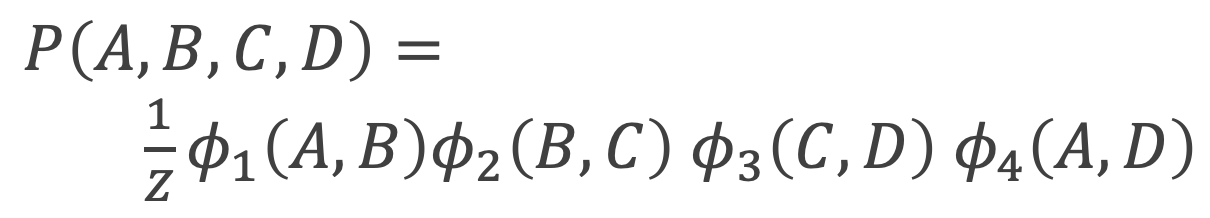 P(A, B, C, D) =
1/Z ϕ₁(A, B)ϕ₂(B, C) ϕ₃(C, D) ϕ₄(A, D)